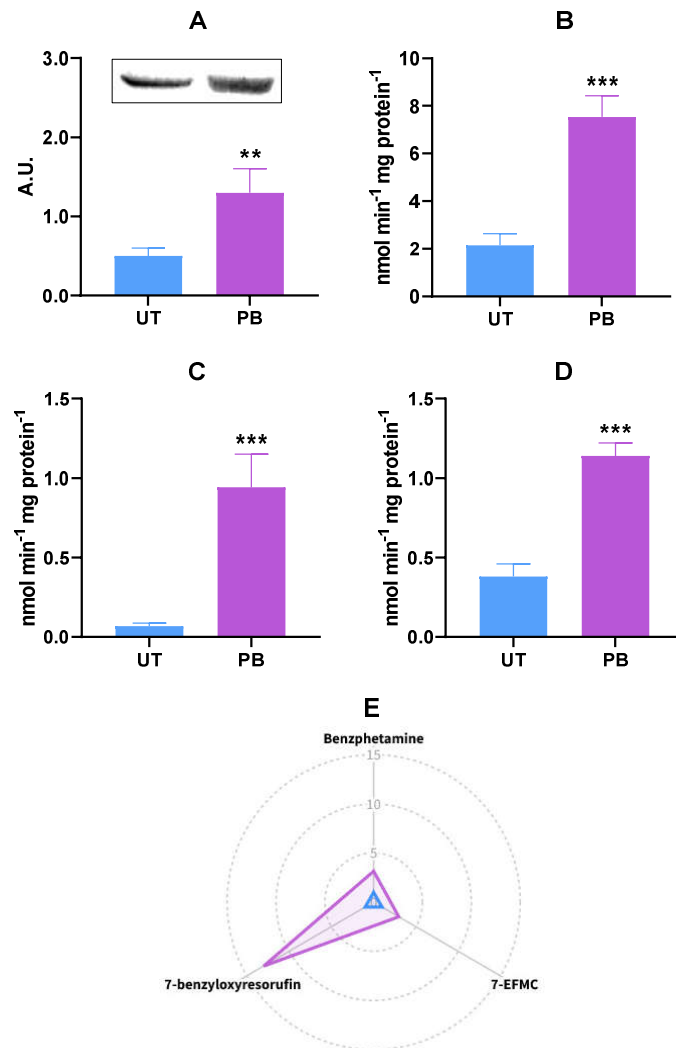 A
3.0
2.0
1.0
0.0
A.U.
**
UT
PB
B
10
8
6
4
2
0
nmol min⁻¹ mg protein⁻¹
***
UT
PB
C
1.5
1.0
0.5
0.0
nmol min⁻¹ mg protein⁻¹
***
UT
PB
D
1.5
1.0
0.5
0.0
nmol min⁻¹ mg protein⁻¹
***
UT
PB
E
Benzphetamine
15
10
5
7-benzyloxyresorufin
7-EFMC